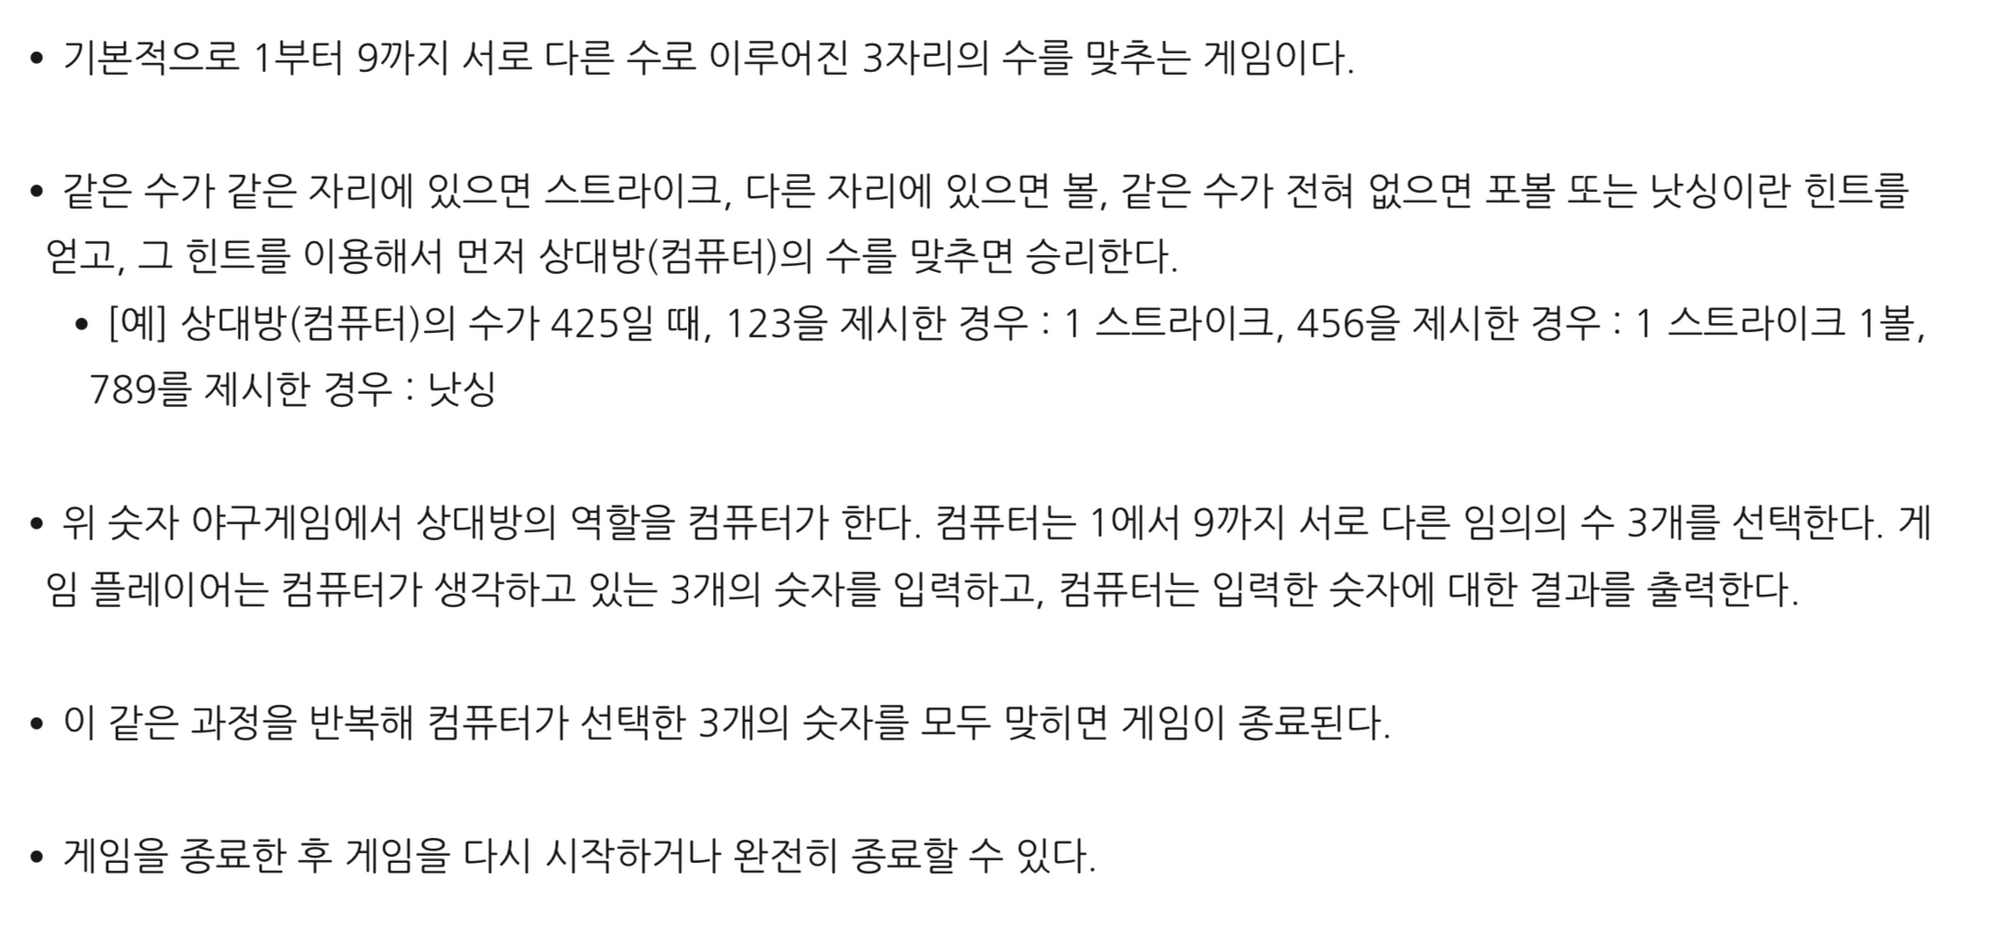 • 기본적으로 1부터 9까지 서로 다른 수로 이루어진 3자리의 수를 맞추는 게임이다.
• 같은 수가 같은 자리에 있으면 스트라이크, 다른 자리에 있으면 볼, 같은 수가 전혀 없으면 포볼 또는 낫싱이란 힌트를
얻고, 그 힌트를 이용해서 먼저 상대방(컴퓨터)의 수를 맞추면 승리한다.
• [예] 상대방(컴퓨터)의 수가 425일 때, 123을 제시한 경우 : 1 스트라이크, 456을 제시한 경우 : 1 스트라이크 1볼,
789를 제시한 경우 : 낫싱
• 위 숫자 야구게임에서 상대방의 역할을 컴퓨터가 한다. 컴퓨터는 1에서 9까지 서로 다른 임의의 수 3개를 선택한다. 게
임 플레이어는 컴퓨터가 생각하고 있는 3개의 숫자를 입력하고, 컴퓨터는 입력한 숫자에 대한 결과를 출력한다.
• 이 같은 과정을 반복해 컴퓨터가 선택한 3개의 숫자를 모두 맞히면 게임이 종료된다.
• 게임을 종료한 후 게임을 다시 시작하거나 완전히 종료할 수 있다.